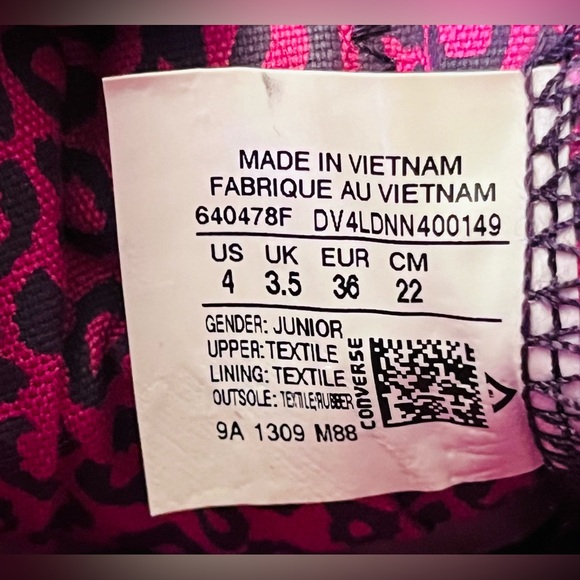 MADE IN VIETNAM
FABRIQUE AU VIETNAM
640478F DV4LDNN400149
US UK EUR CM
4 3.5 36 22
GENDER: JUNIOR
UPPER: TEXTILE
LINING: TEXTILE
OUTSOLE: TEXTILE/RUBBER
CONVERSE
9A 1309 M88